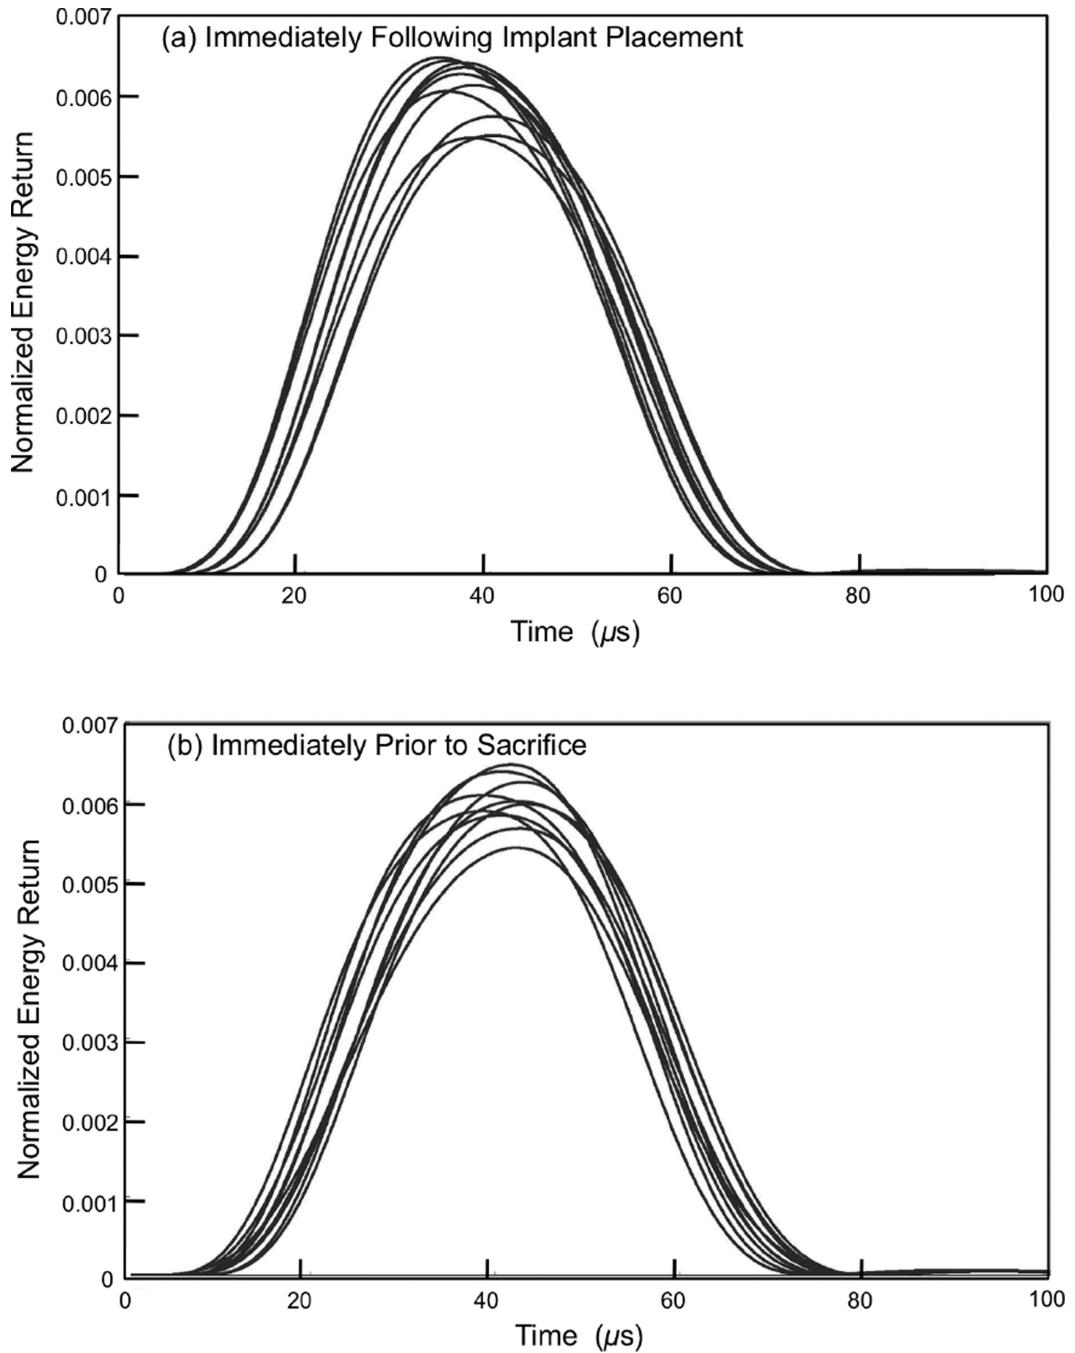 (a) Immediately Following Implant Placement
Normalized Energy Return
0.007
0.006
0.005
0.004
0.003
0.002
0.001
0
0 20 40 60 80 100
Time (µs)
(b) Immediately Prior to Sacrifice
Normalized Energy Return
0.007
0.006
0.005
0.004
0.003
0.002
0.001
0
0 20 40 60 80 100
Time (µs)